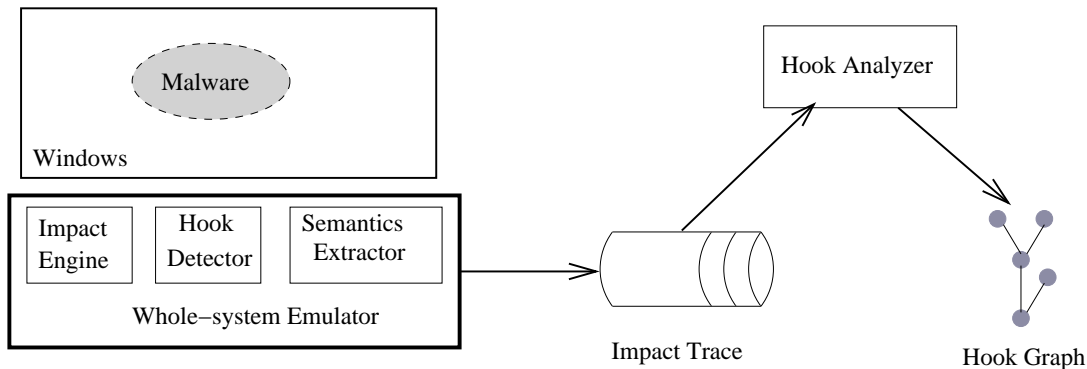 Malware
Windows
Impact
Engine
Hook
Detector
Semantics
Extractor
Whole−system Emulator
Impact Trace
Hook Analyzer
Hook Graph